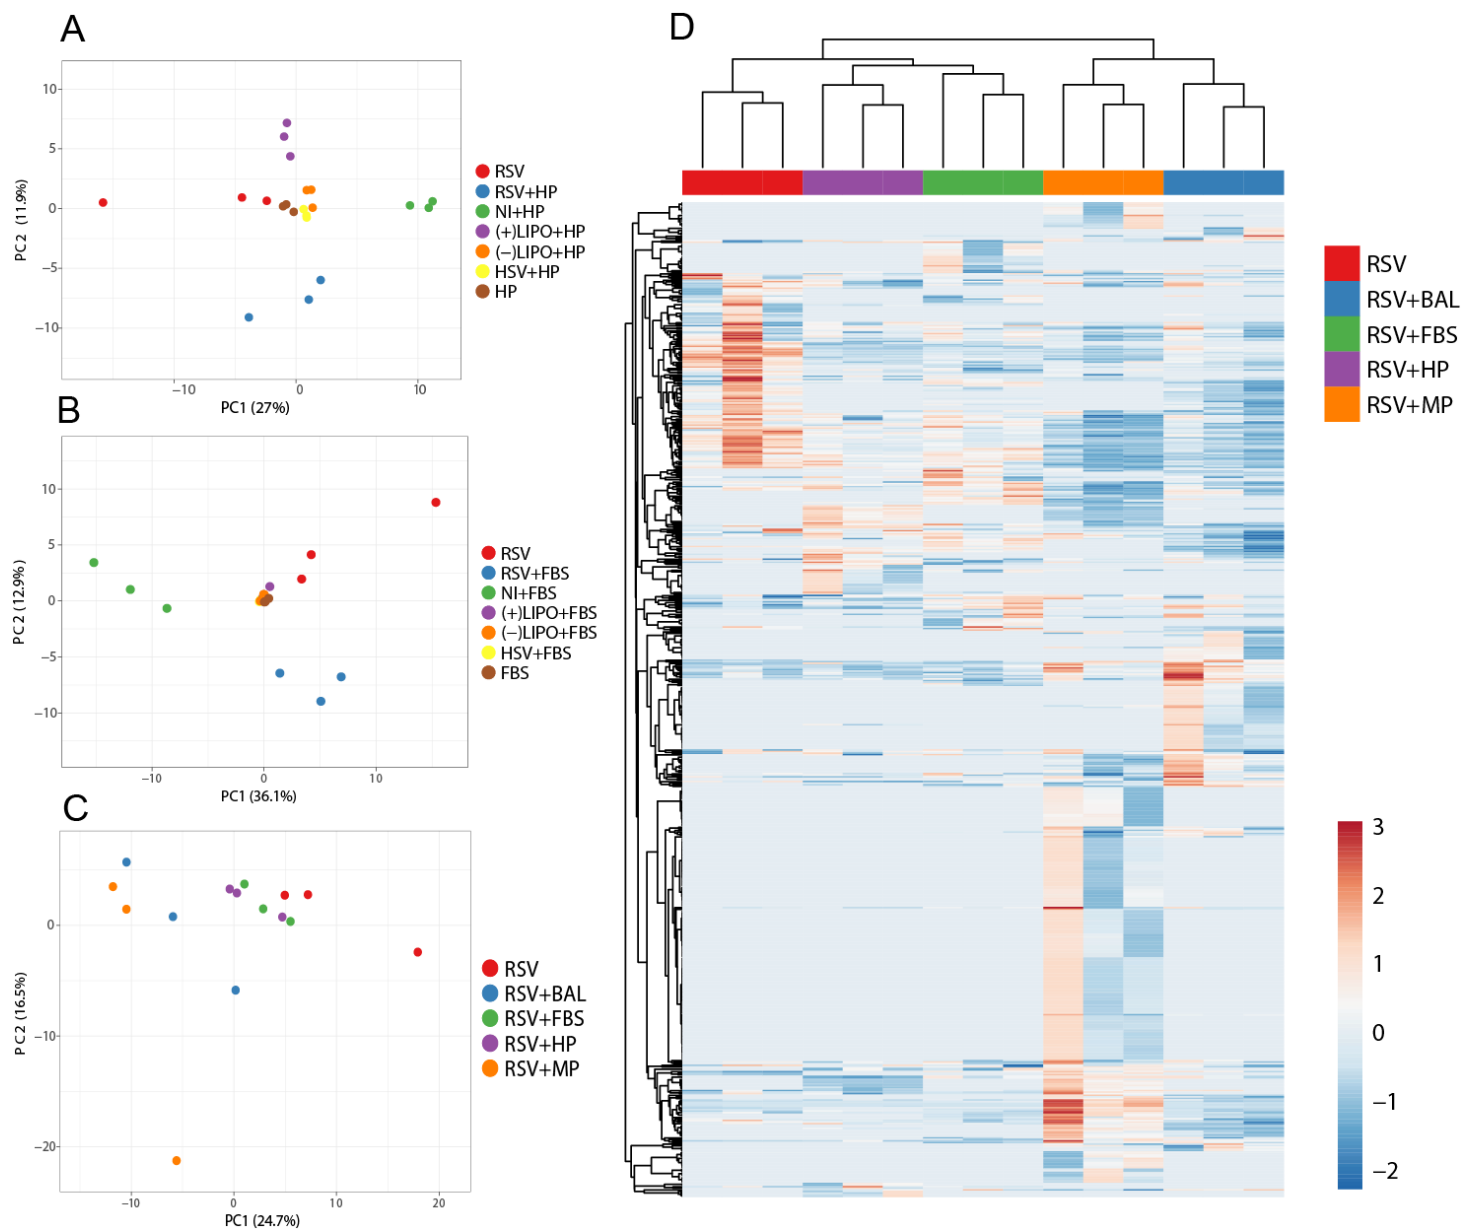 A
10
5
0
−5
−10
−10
0
10
PC2 (11.9%)
PC1 (27%)
RSV
RSV+HP
NI+HP
(+)LIPO+HP
(−)LIPO+HP
HSV+HP
HP
B
10
5
0
−5
−10
−10
0
10
PC2 (12.9%)
PC1 (36.1%)
RSV
RSV+FBS
NI+FBS
(+)LIPO+FBS
(−)LIPO+FBS
HSV+FBS
FBS
C
0
−10
−20
−10
0
10
20
PC2 (16.5%)
PC1 (24.7%)
RSV
RSV+BAL
RSV+FBS
RSV+HP
RSV+MP
D
RSV
RSV+BAL
RSV+FBS
RSV+HP
RSV+MP
3
2
1
0
−1
−2